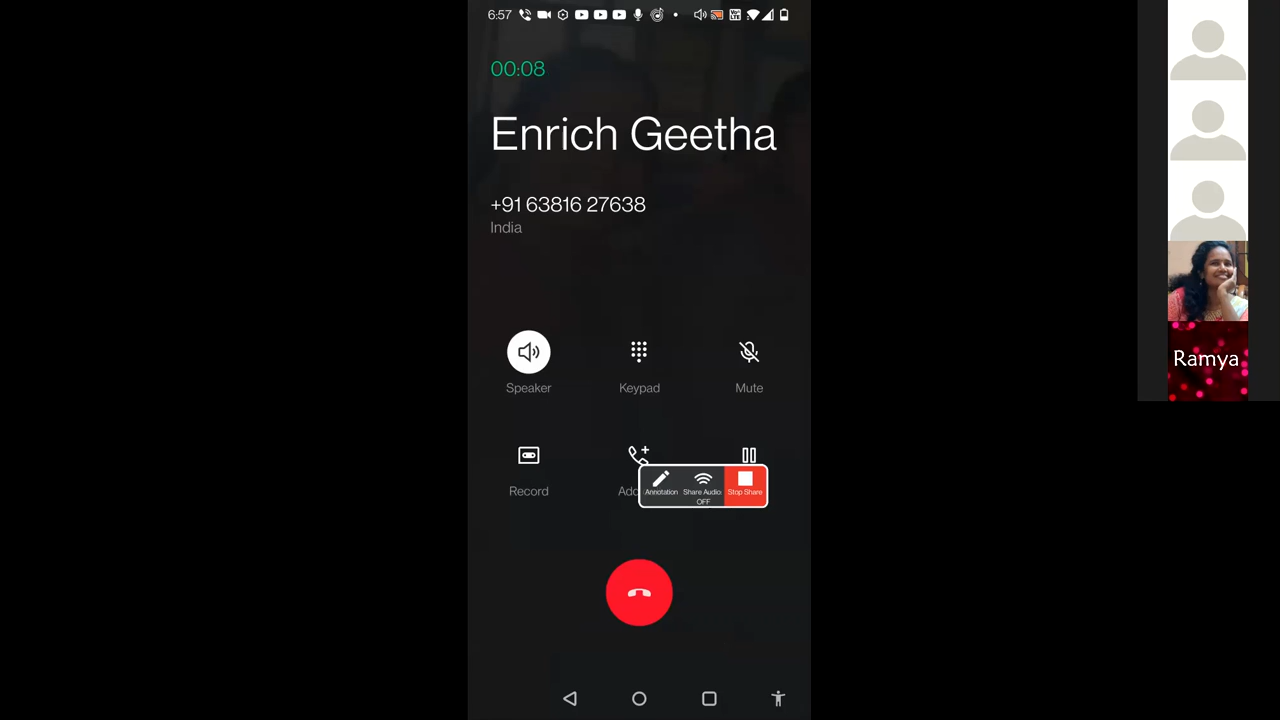 6:57
00:08
Enrich Geetha
+91 63816 27638
India
Speaker
Keypad
Mute
Record
Add
Annotation
Share Audio
OFF
Stop Share
Ramya